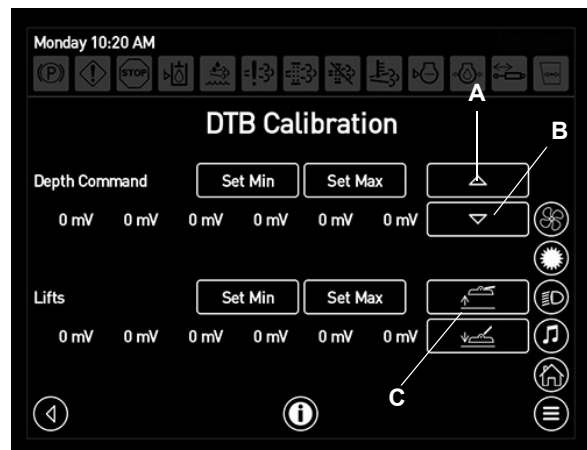 Monday 10:20 AM
(P) STOP
A
DTB Calibration
B
Depth Command Set Min Set Max
0 mV 0 mV 0 mV 0 mV 0 mV 0 mV
Lifts Set Min Set Max
0 mV 0 mV 0 mV 0 mV 0 mV 0 mV
C